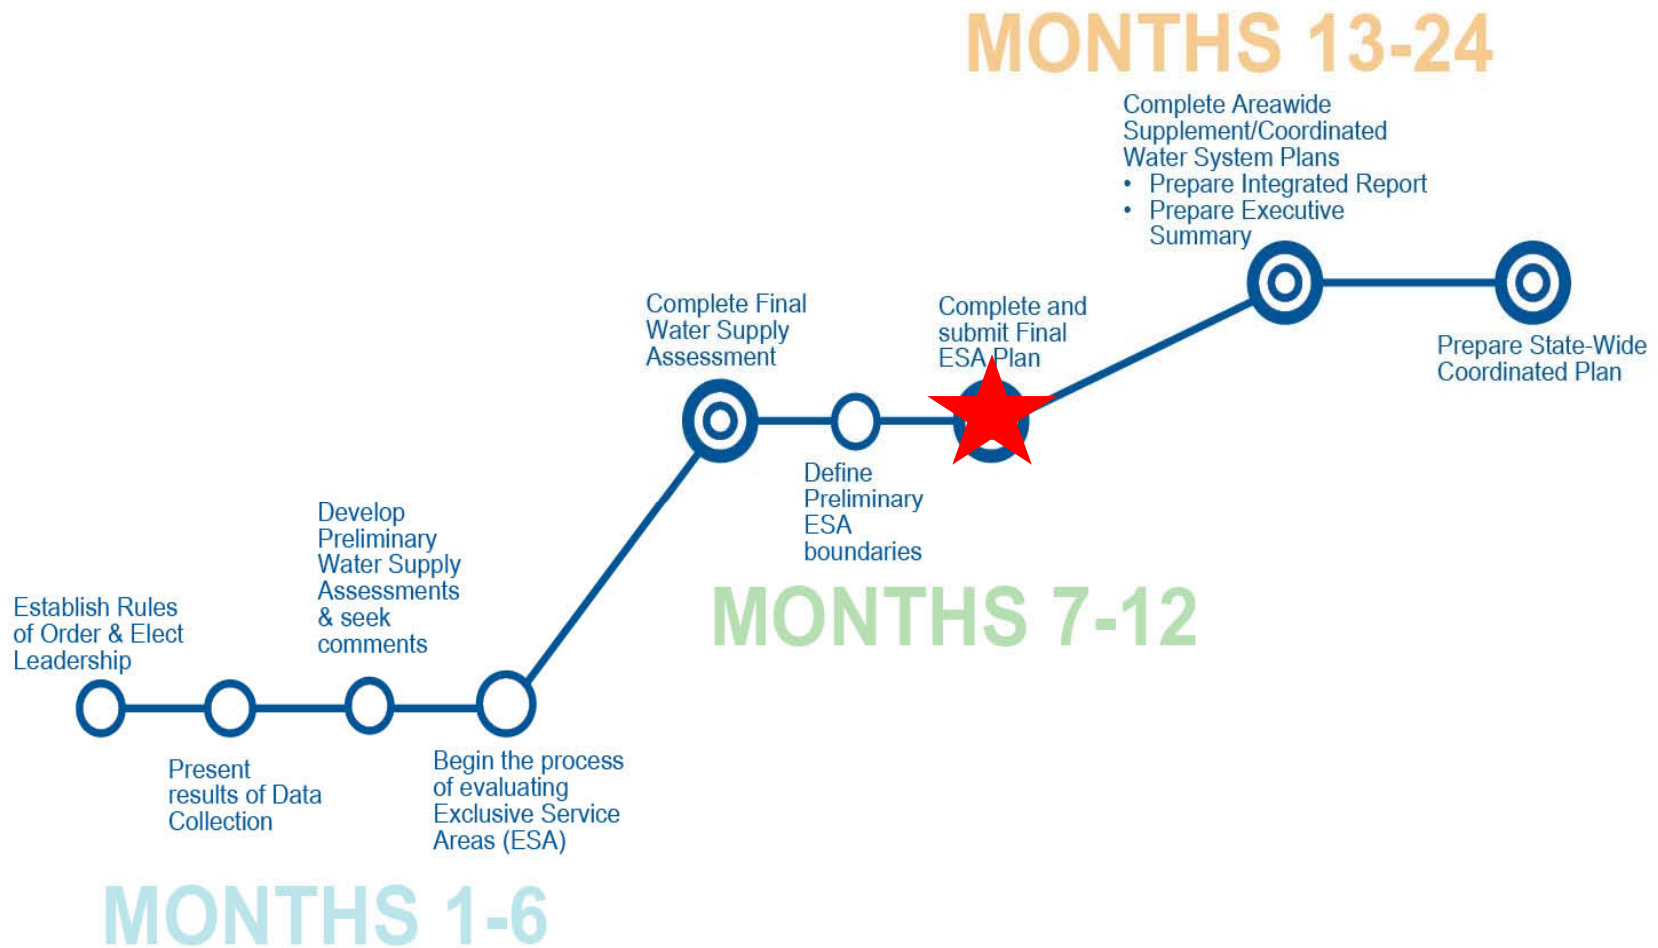 MONTHS 13-24
Complete Areawide
Supplement/Coordinated
Water System Plans
• Prepare Integrated Report
• Prepare Executive
Summary
Complete Final
Water Supply
Assessment
Complete and
submit Final
ESA Plan
Prepare State-Wide
Coordinated Plan
Define
Preliminary
ESA
boundaries
Develop
Preliminary
Water Supply
Assessments
& seek
comments
MONTHS 7-12
Establish Rules
of Order & Elect
Leadership
Present
results of Data
Collection
Begin the process
of evaluating
Exclusive Service
Areas (ESA)
MONTHS 1-6